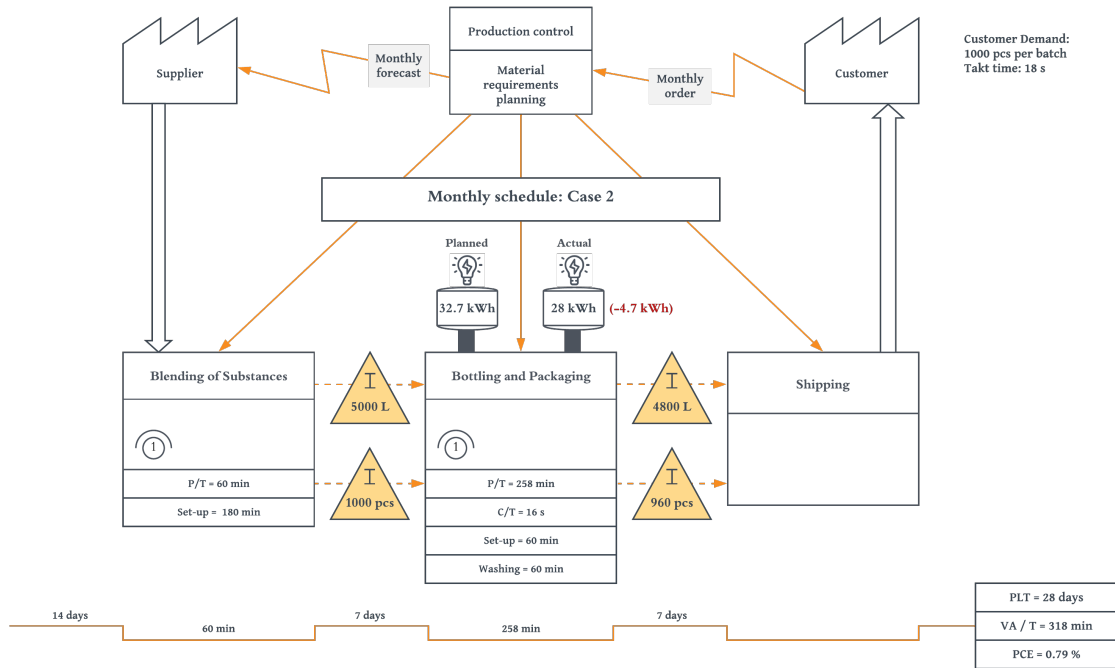 Production control
Material
requirements
planning
Supplier
Monthly
forecast
Monthly
order
Customer
Customer Demand:
1000 pcs per batch
Takt time: 18 s
Monthly schedule: Case 2
Planned
Actual
32.7 kWh
28 kWh
(-4.7 kWh)
Blending of Substances
1
P/T = 60 min
Set-up = 180 min
I
5000 L
I
1000 pcs
Bottling and Packaging
1
P/T = 258 min
C/T = 16 s
Set-up = 60 min
Washing = 60 min
I
4800 L
I
960 pcs
Shipping
14 days
60 min
7 days
258 min
7 days
PLT = 28 days
VA / T = 318 min
PCE = 0.79 %